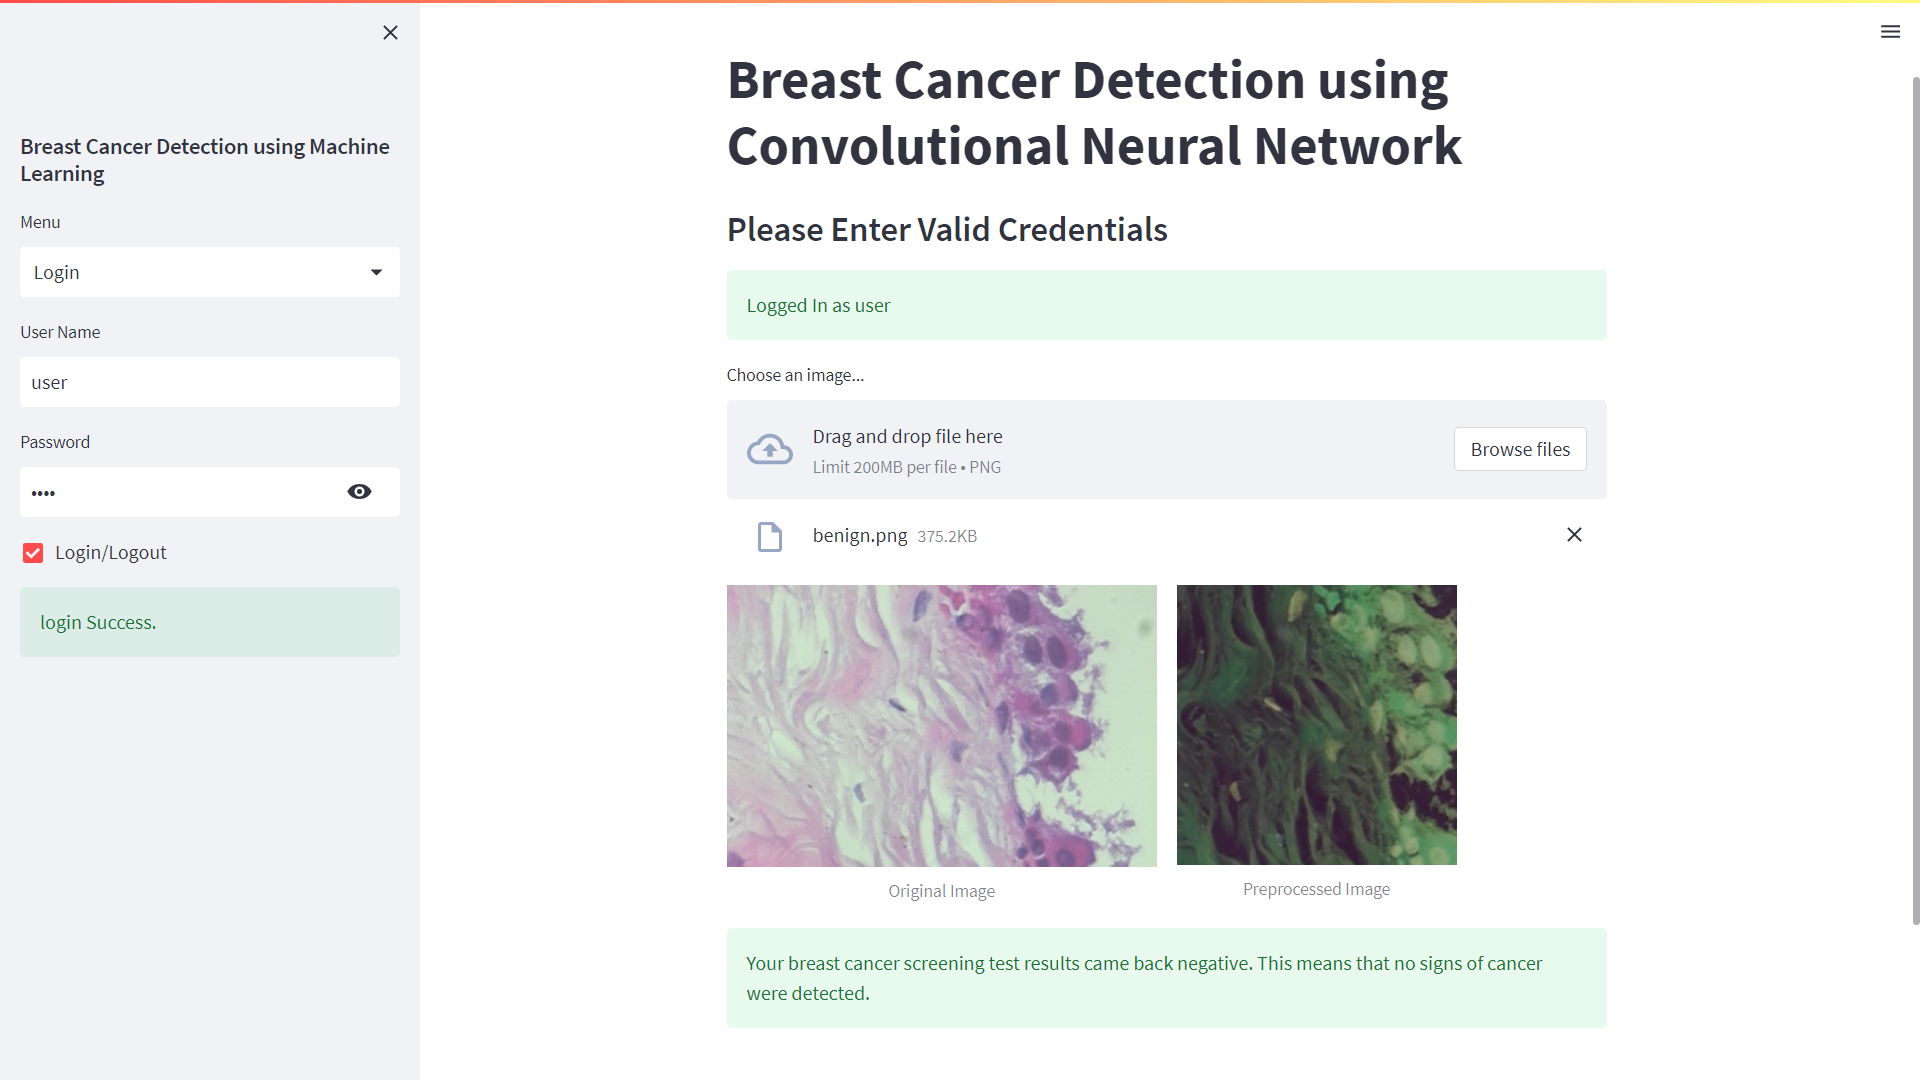 Breast Cancer Detection using Machine
Learning
Menu
Login
User Name
user
Password
••••
Login/Logout
login Success.
Breast Cancer Detection using
Convolutional Neural Network
Please Enter Valid Credentials
Logged In as user
Choose an image...
Drag and drop file here
Limit 200MB per file • PNG
Browse files
benign.png 375.2KB
Original Image
Preprocessed Image
Your breast cancer screening test results came back negative. This means that no signs of cancer
were detected.